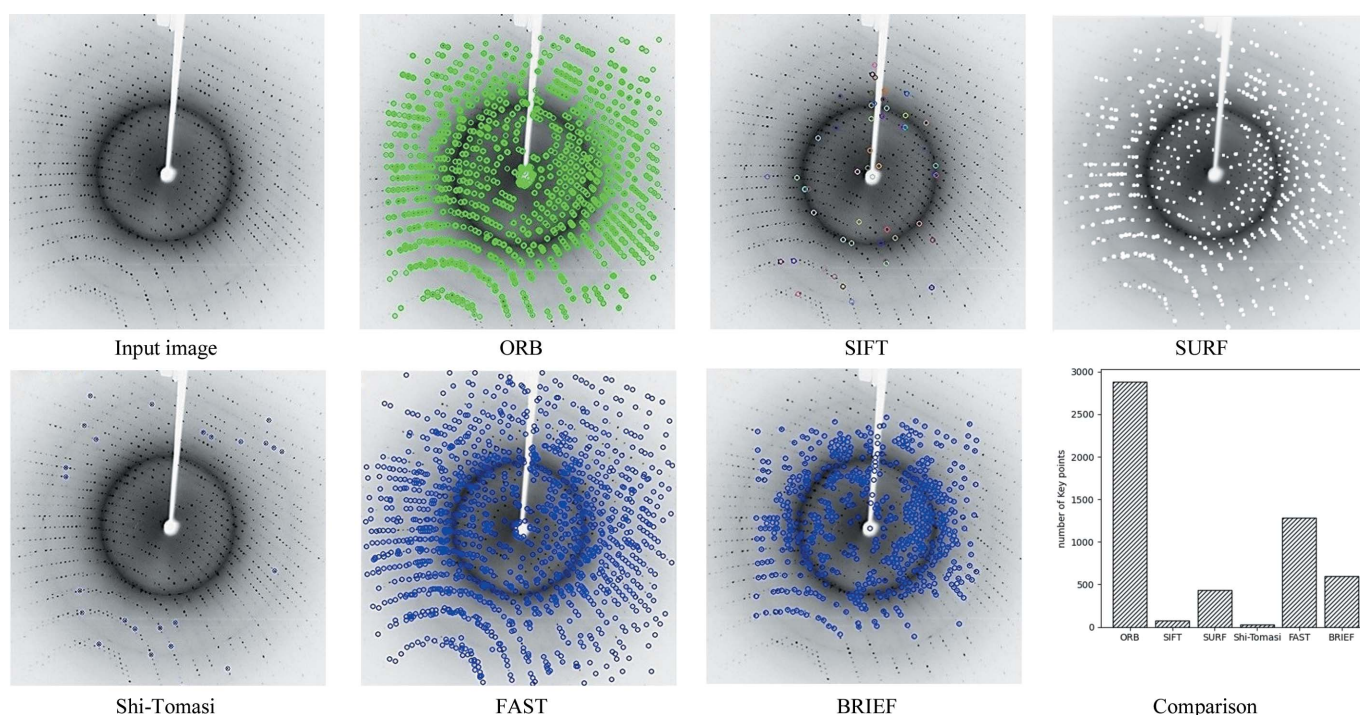 Input image
ORB
SIFT
SURF
3000
2500
2000
1500
1000
500
0
number of Key points
ORB
SIFT
SURF
Shi-Tomasi
FAST
BRIEF
Shi-Tomasi
FAST
BRIEF
Comparison